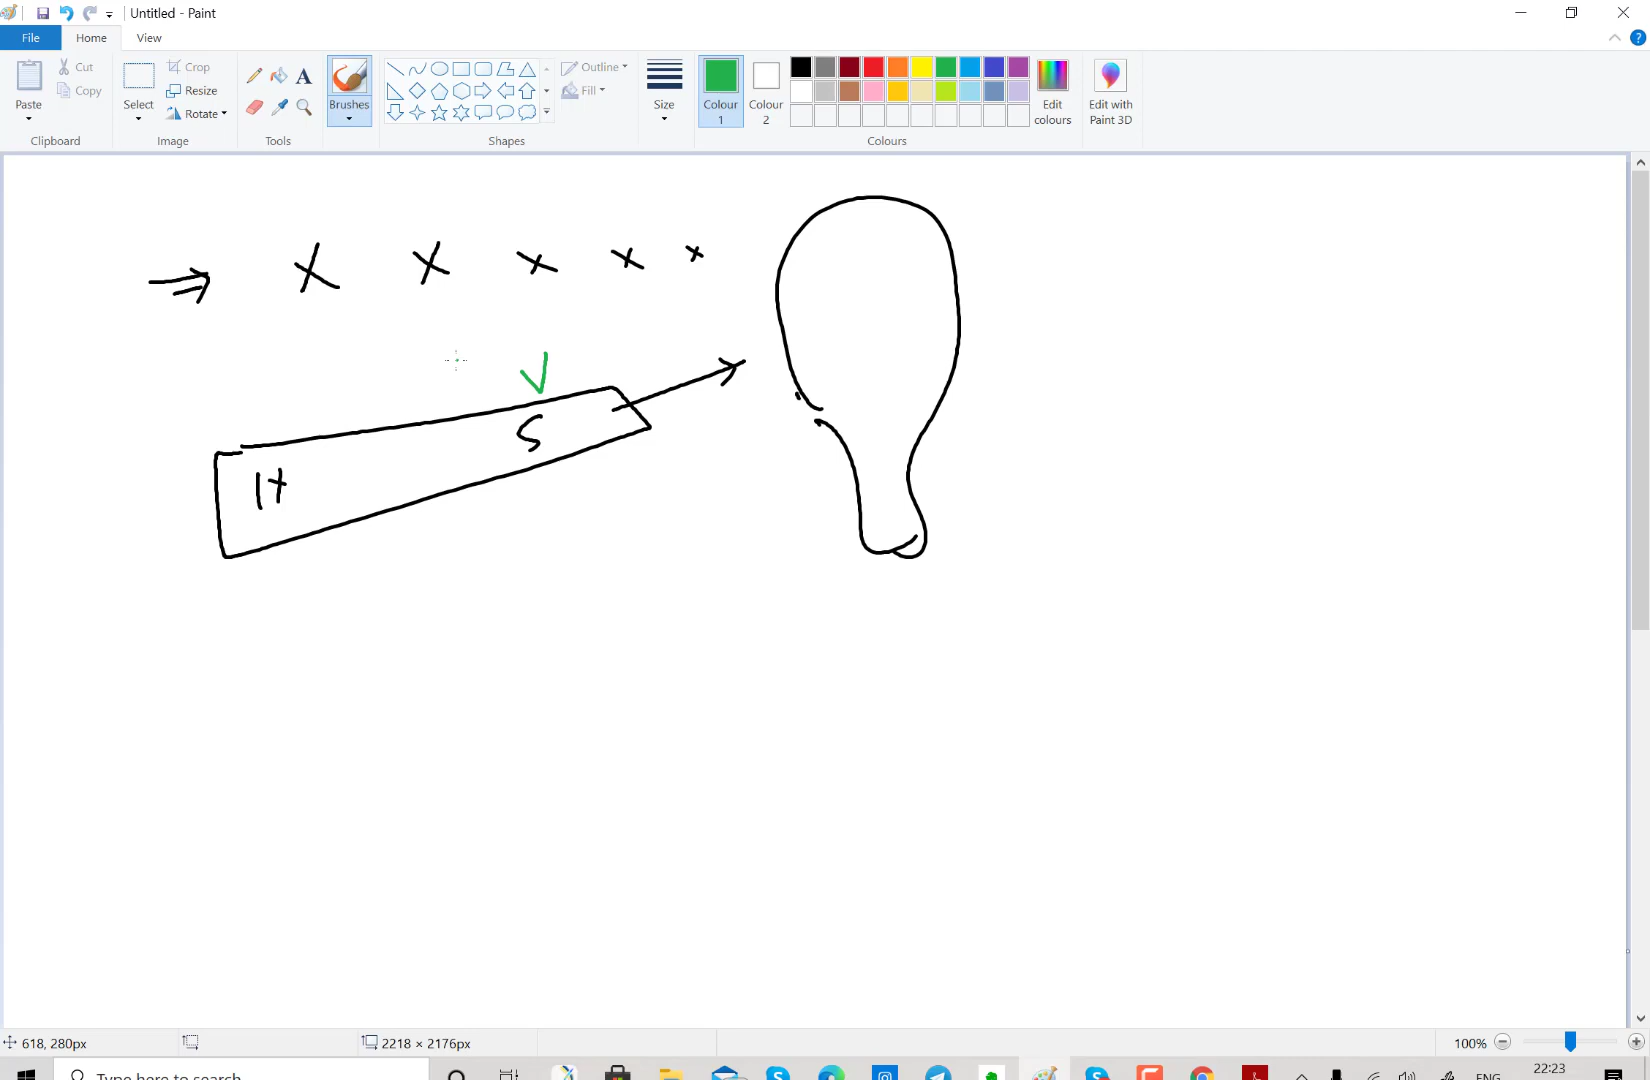 Untitled - Paint
File Home View
Cut
Copy
Paste
Clipboard
Crop
Resize
Rotate
Select
Image
Tools
Brushes
Outline
Fill
Shapes
Size
Colour 1
Colour 2
Edit colours
Edit with Paint 3D
Colours
X X x x x
V
S
H
618, 280px
2218 × 2176px
100%
Type here to search
ENG
22:23